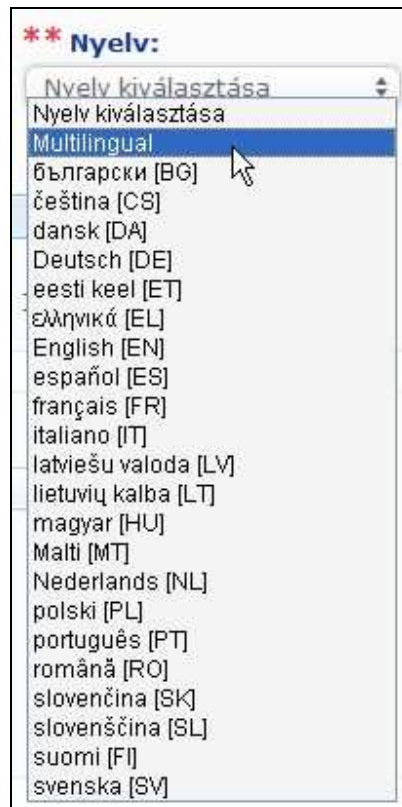 ** Nyelv:
Nyelv kiválasztása
Nyelv kiválasztása
Multilingual
български [BG]
čeština [CS]
dansk [DA]
Deutsch [DE]
eesti keel [ET]
ελληνικά [EL]
English [EN]
español [ES]
français [FR]
italiano [IT]
latviešu valoda [LV]
lietuvių kalba [LT]
magyar [HU]
Malti [MT]
Nederlands [NL]
polski [PL]
português [PT]
română [RO]
slovenčina [SK]
slovenščina [SL]
suomi [FI]
svenska [SV]